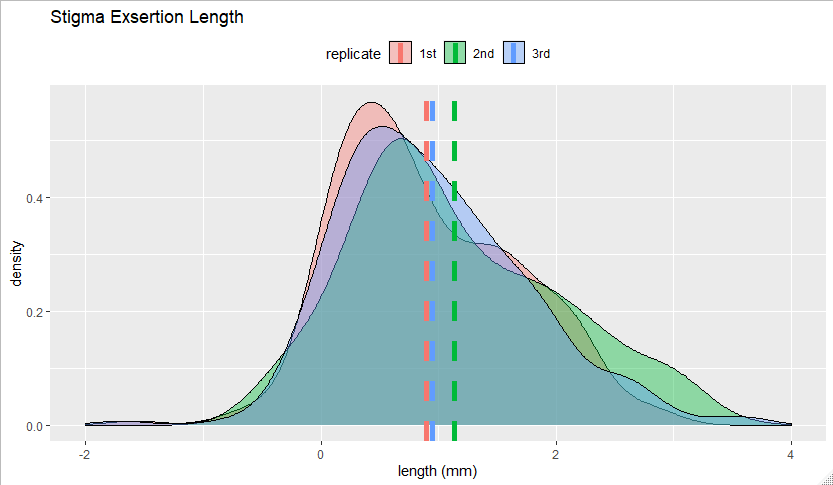 Stigma Exsertion Length
replicate 1st 2nd 3rd
density
0.4
0.2
0.0
-2 0 2 4
length (mm)